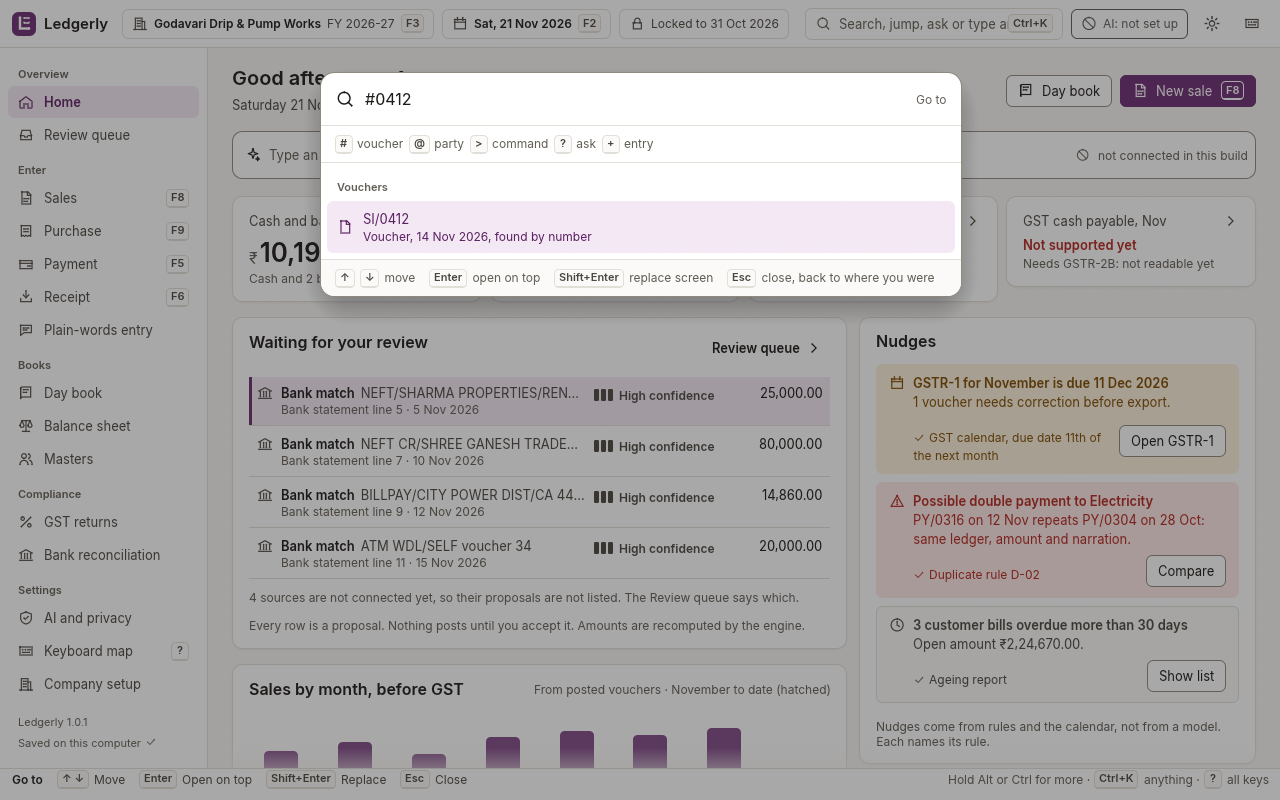 Ledgerly
Godavari Drip & Pump Works FY 2026-27 F3
Sat, 21 Nov 2026 F2
Locked to 31 Oct 2026
Search, jump, ask or type a Ctrl+K
AI: not set up
Overview
Home
Review queue
Enter
Sales F8
Purchase F9
Payment F5
Receipt F6
Plain-words entry
Books
Day book
Balance sheet
Masters
Compliance
GST returns
Bank reconciliation
Settings
AI and privacy
Keyboard map ?
Company setup
Ledgerly 1.0.1
Saved on this computer
Good afte
Saturday 21 No
Day book
New sale F8
Type an
not connected in this build
#0412
Go to
# voucher @ party > command ? ask + entry
Vouchers
SI/0412
Voucher, 14 Nov 2026, found by number
↑ ↓ move Enter open on top Shift+Enter replace screen Esc close, back to where you were
Cash and ba
₹10,19
Cash and 2 b
GST cash payable, Nov
Not supported yet
Needs GSTR-2B: not readable yet
Waiting for your review
Review queue
Bank match NEFT/SHARMA PROPERTIES/REN... High confidence 25,000.00
Bank statement line 5 · 5 Nov 2026
Bank match NEFT CR/SHREE GANESH TRADE... High confidence 80,000.00
Bank statement line 7 · 10 Nov 2026
Bank match BILLPAY/CITY POWER DIST/CA 44... High confidence 14,860.00
Bank statement line 9 · 12 Nov 2026
Bank match ATM WDL/SELF voucher 34 High confidence 20,000.00
Bank statement line 11 · 15 Nov 2026
4 sources are not connected yet, so their proposals are not listed. The Review queue says which.
Every row is a proposal. Nothing posts until you accept it. Amounts are recomputed by the engine.
Sales by month, before GST
From posted vouchers · November to date (hatched)
Nudges
GSTR-1 for November is due 11 Dec 2026
1 voucher needs correction before export.
✓ GST calendar, due date 11th of
the next month
Open GSTR-1
Possible double payment to Electricity
PY/0316 on 12 Nov repeats PY/0304 on 28 Oct:
same ledger, amount and narration.
✓ Duplicate rule D-02
Compare
3 customer bills overdue more than 30 days
Open amount ₹2,24,670.00.
✓ Ageing report
Show list
Nudges come from rules and the calendar, not from a model.
Each names its rule.
Go to ↑ ↓ Move Enter Open on top Shift+Enter Replace Esc Close
Hold Alt or Ctrl for more · Ctrl+K anything · ? all keys